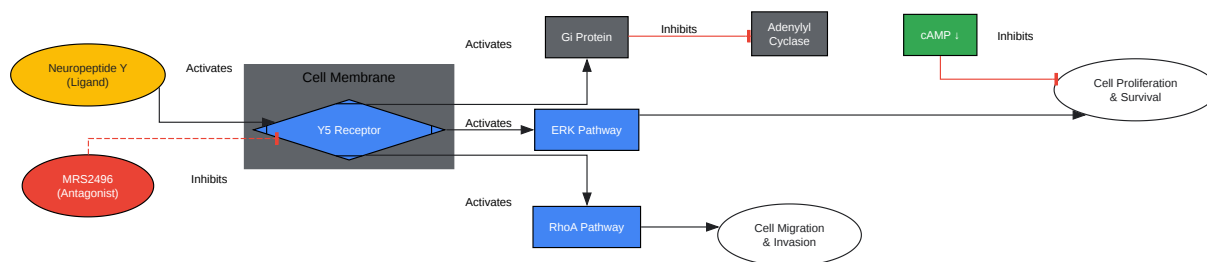 Neuropeptide Y
(Ligand)
Activates
Cell Membrane
Y5 Receptor
MRS2496
(Antagonist)
Inhibits
Activates
Gi Protein
Inhibits
Adenylyl
Cyclase
cAMP ↓
Inhibits
Cell Proliferation
& Survival
Activates
ERK Pathway
Activates
RhoA Pathway
Cell Migration
& Invasion